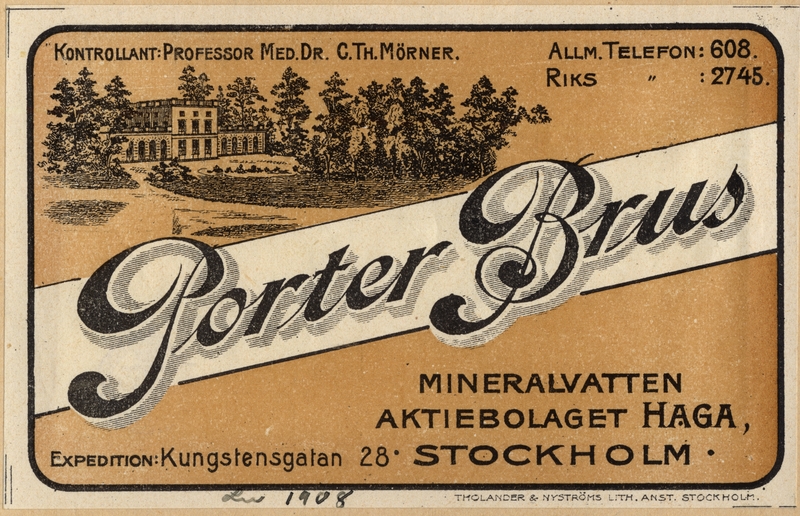 KONTROLLANT: PROFESSOR MED. DR. C. TH. MÖRNER.
ALLM. TELEFON: 608.
RIKS " : 2745.
Porter Brus
MINERALVATTEN
AKTIEBOLAGET HAGA,
EXPEDITION: Kungstensgatan 28 · STOCKHOLM ·
1908
THOLANDER & NYSTRÖMS LITH. ANST. STOCKHOLM.